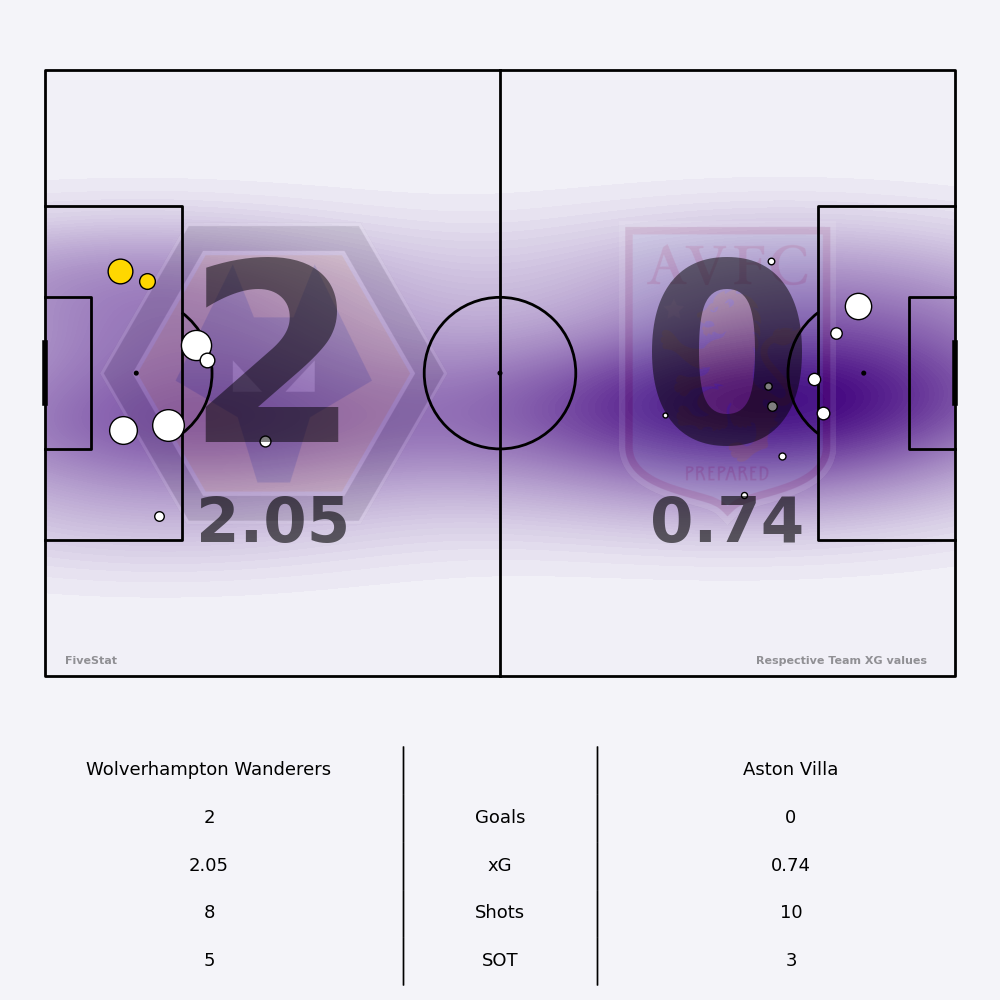 AVFC
2 0
PREPARED
2.05 0.74
FiveStat Respective Team XG values
Wolverhampton Wanderers Aston Villa
2 Goals 0
2.05 xG 0.74
8 Shots 10
5 SOT 3